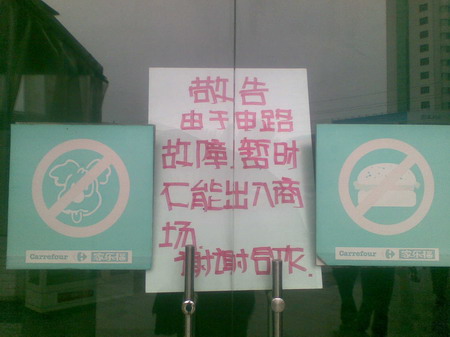 敬告
由于电路
故障,暂时
不能出入商
场.
谢谢合作.
Carrefour 家乐福
Carrefour 家乐福